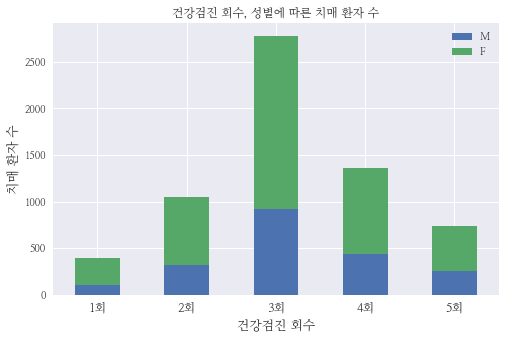 건강검진 회수, 성별에 따른 치매 환자 수
M
F
2500
2000
1500
1000
500
0
치매 환자 수
1회 2회 3회 4회 5회
건강검진 회수